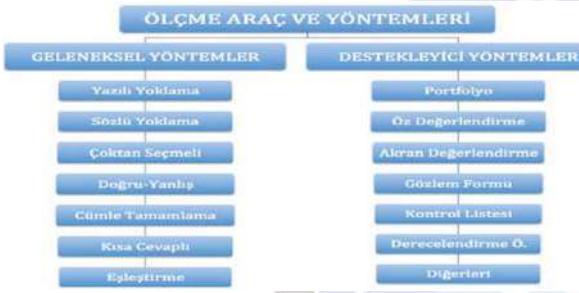 ÖLÇME ARAÇ VE YÖNTEMLERİ
GELENEKSEL YÖNTEMLER
Yazılı Yoklama
Sözlü Yoklama
Çoktan Seçmeli
Doğru-Yanlış
Cümle Tamamlama
Kısa Cevaplı
Eşleştirme
DESTEKLEYİCİ YÖNTEMLER
Portfolyo
Öz Değerlendirme
Akran Değerlendirme
Gözlem Formu
Kontrol Listesi
Derecelendirme Ö.
Diğerleri